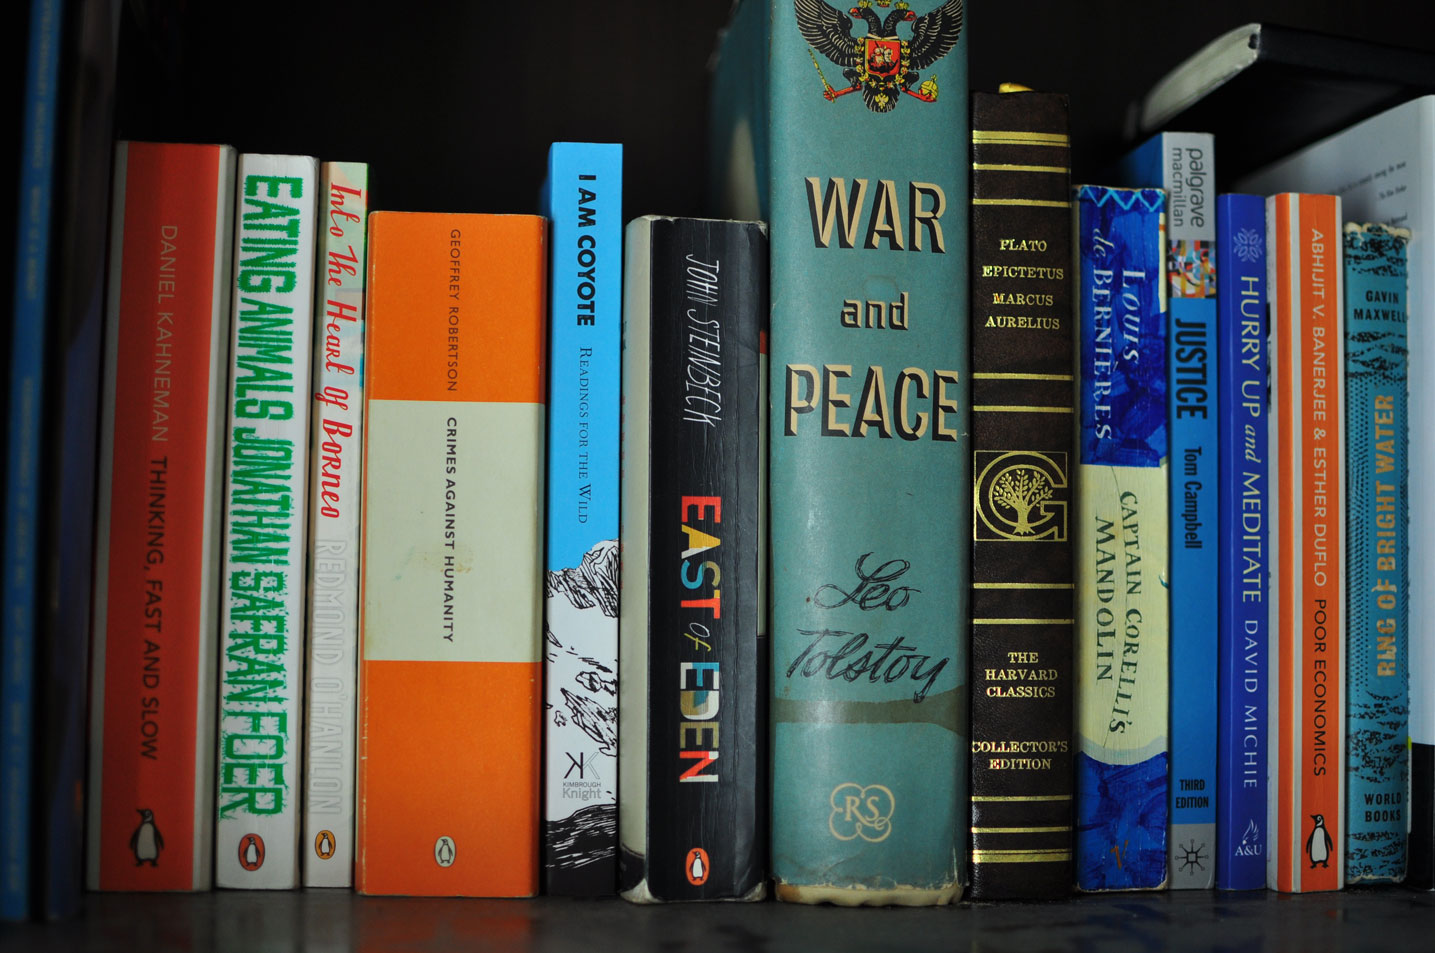 DANIEL KAHNEMAN THINKING, FAST AND SLOW
EATING ANIMALS JONATHAN SAFRAN FOER
Into The Heart Of Borneo REDMOND O'HANLON
GEOFFREY ROBERTSON CRIMES AGAINST HUMANITY
I AM COYOTE READINGS FOR THE WILD
K
KIMBROUGH
Knight
JOHN STEINBECK EAST of EDEN
WAR
and
PEACE
Leo
Tolstoy
RS
PLATO
EPICTETUS
MARCUS
AURELIUS
G
THE
HARVARD
CLASSICS
COLLECTOR'S
EDITION
LOUIS
de BERNIÈRES
CAPTAIN CORELLI'S
MANDOLIN
palgrave
macmillan
JUSTICE Tom Campbell
THIRD
EDITION
HURRY UP and MEDITATE DAVID MICHIE
A&U
ABHIJIT V. BANERJEE & ESTHER DUFLO POOR ECONOMICS
GAVIN
MAXWELL
RING OF BRIGHT WATER
WORLD
BOOKS